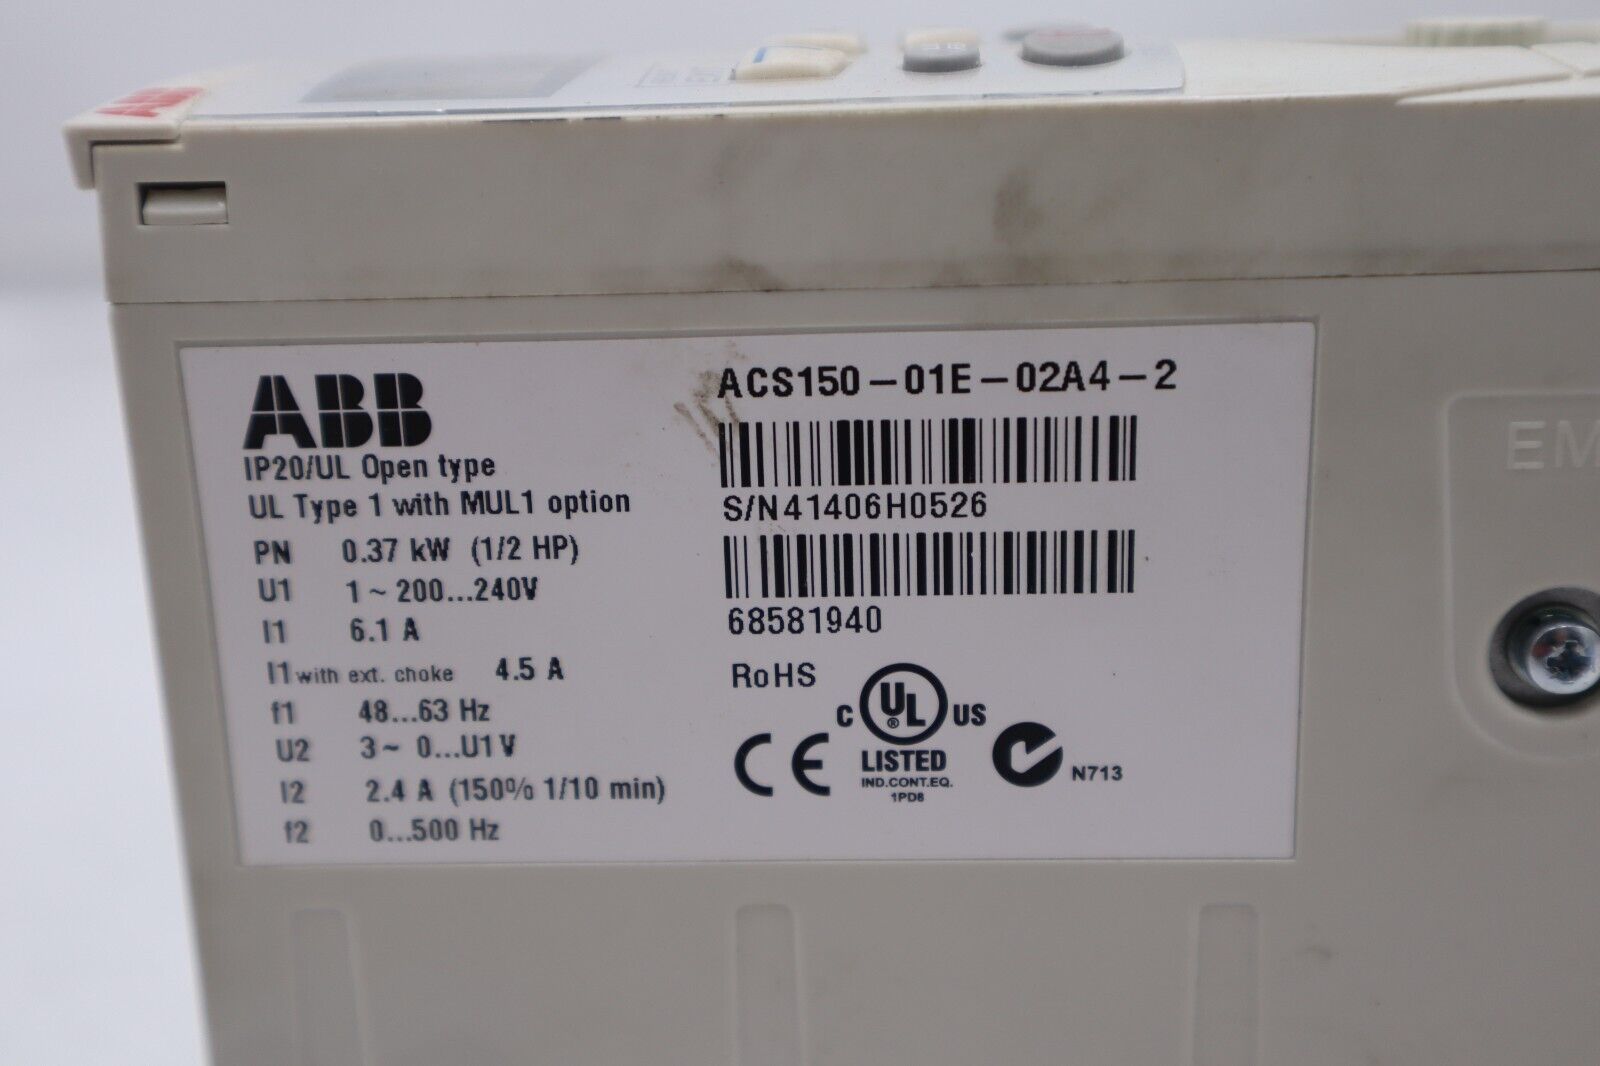 ABB
ABB
IP20/UL Open type
UL Type 1 with MUL1 option
PN 0.37 kW (1/2 HP)
U1 1~200...240V
I1 6.1 A
I1 with ext. choke 4.5 A
f1 48...63 Hz
U2 3~ 0...U1 V
I2 2.4 A (150% 1/10 min)
f2 0...500 Hz
ACS150-01E-02A4-2
S/N41406H0526
68581940
RoHS
C UL® US
LISTED
IND.CONT.EQ.
1PD8
CE
N713
EM